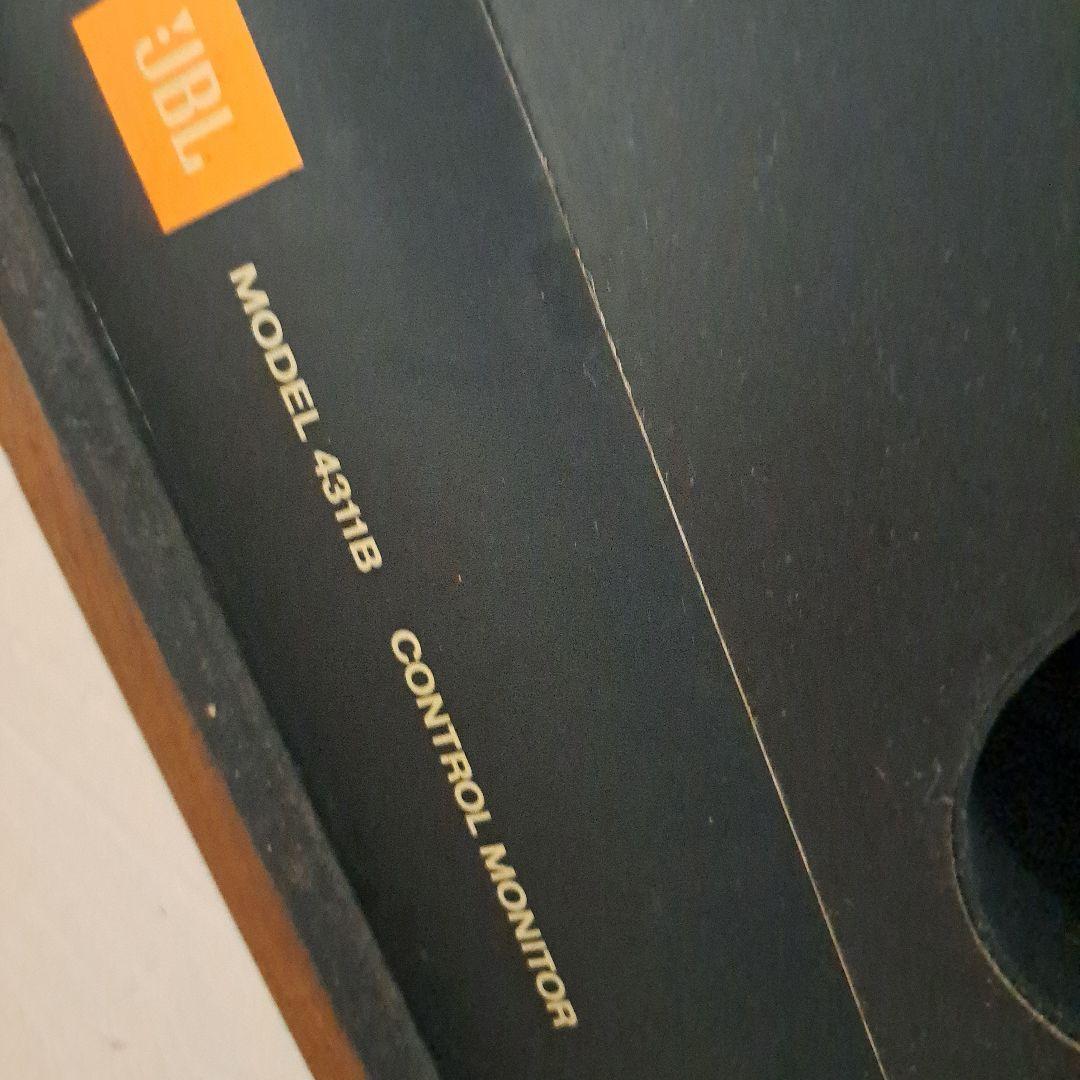 JBL
MODEL 4311B CONTROL MONITOR